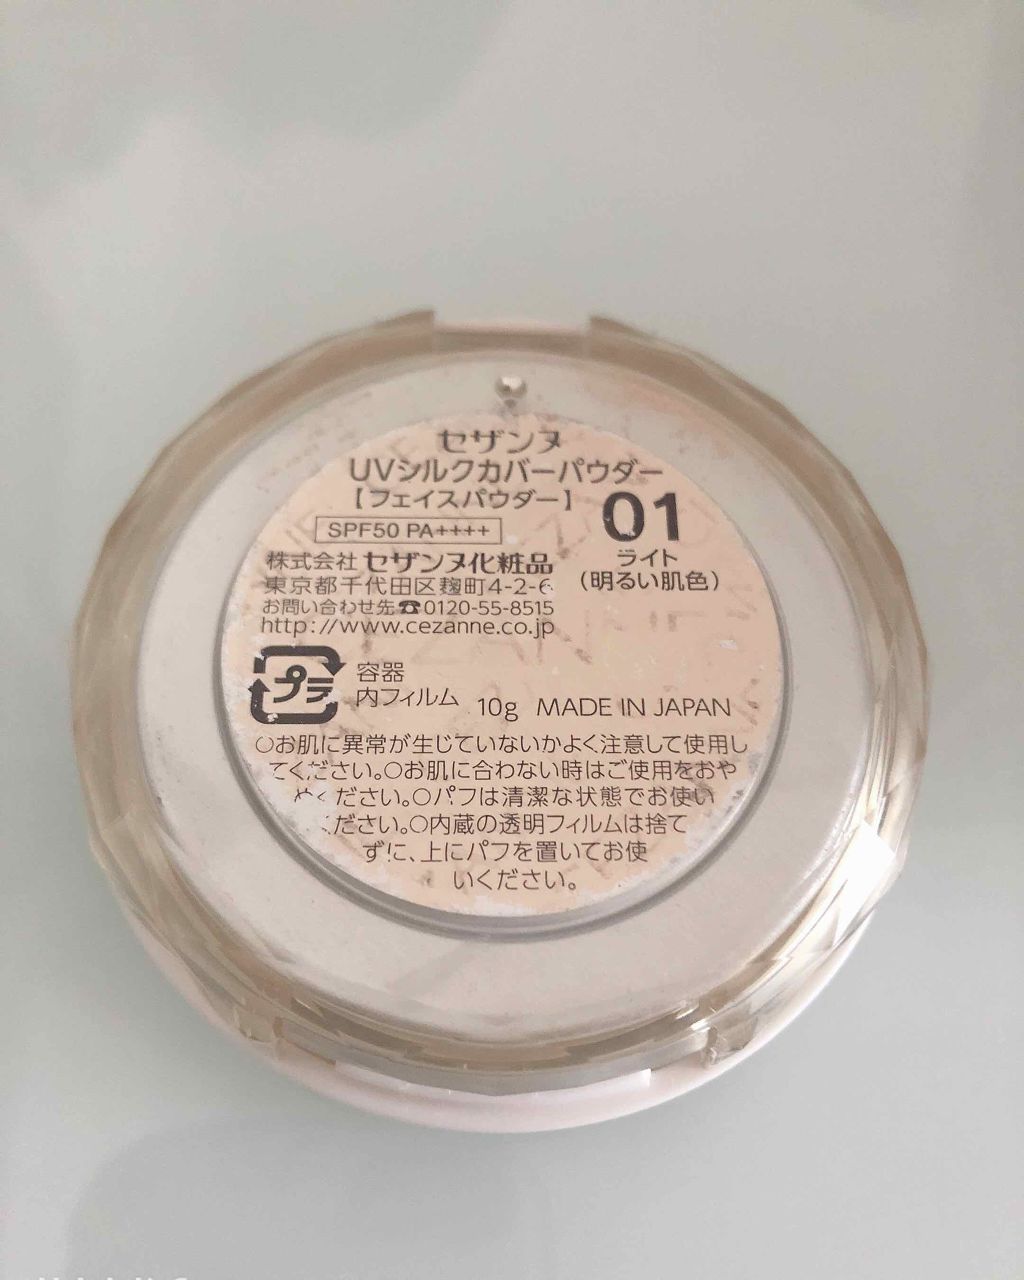 セザンヌ
UVシルクカバーパウダー
【フェイスパウダー】
SPF50 PA++++
01
ライト
(明るい肌色)
株式会社 セザンヌ化粧品
東京都千代田区麹町4-2-6
お問い合わせ先☎0120-55-8515
http://www.cezanne.co.jp
プラ
容器
内フィルム
10g MADE IN JAPAN
○お肌に異常が生じていないかよく注意して使用し
てください。○お肌に合わない時はご使用をおや
めください。○パフは清潔な状態でお使い
ください。○内蔵の透明フィルムは捨て
ずに、上にパフを置いてお使
いください。